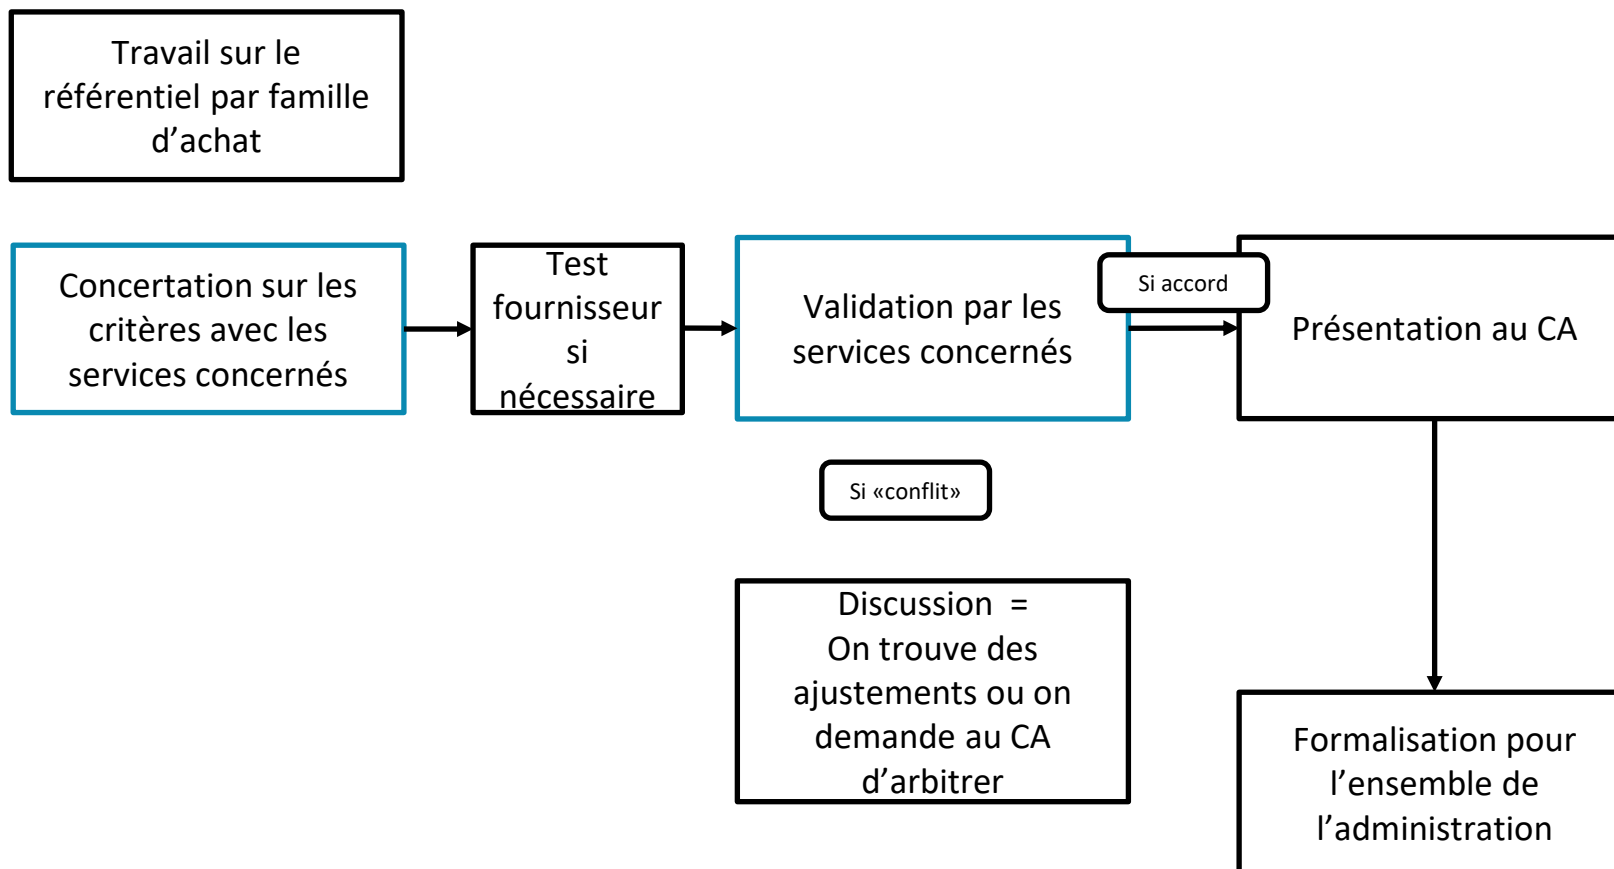 Travail sur le
référentiel par famille
d’achat
Concertation sur les
critères avec les
services concernés
Test
fournisseur
si
nécessaire
Validation par les
services concernés
Si accord
Présentation au CA
Si «conflit»
Discussion =
On trouve des
ajustements ou on
demande au CA
d’arbitrer
Formalisation pour
l’ensemble de
l’administration